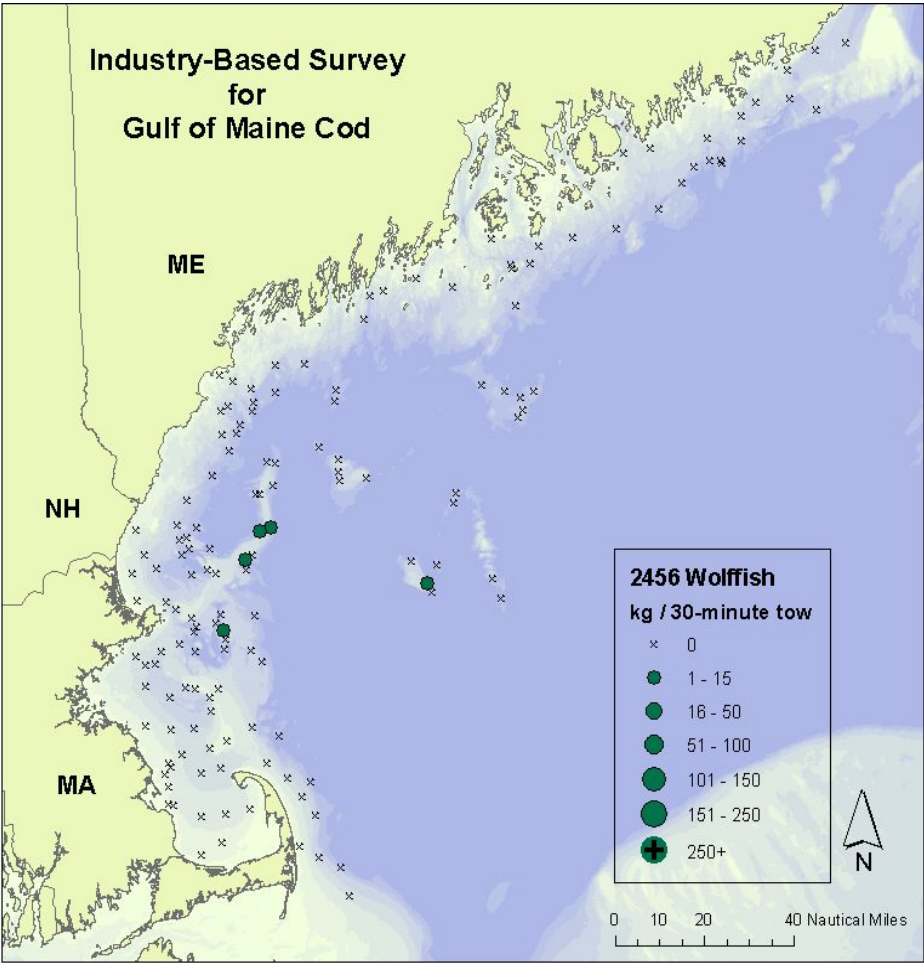 Industry-Based Survey
for
Gulf of Maine Cod
ME
NH
MA
2456 Wolffish
kg / 30-minute tow
0
1 - 15
16 - 50
51 - 100
101 - 150
151 - 250
250+
N
0 10 20 40 Nautical Miles